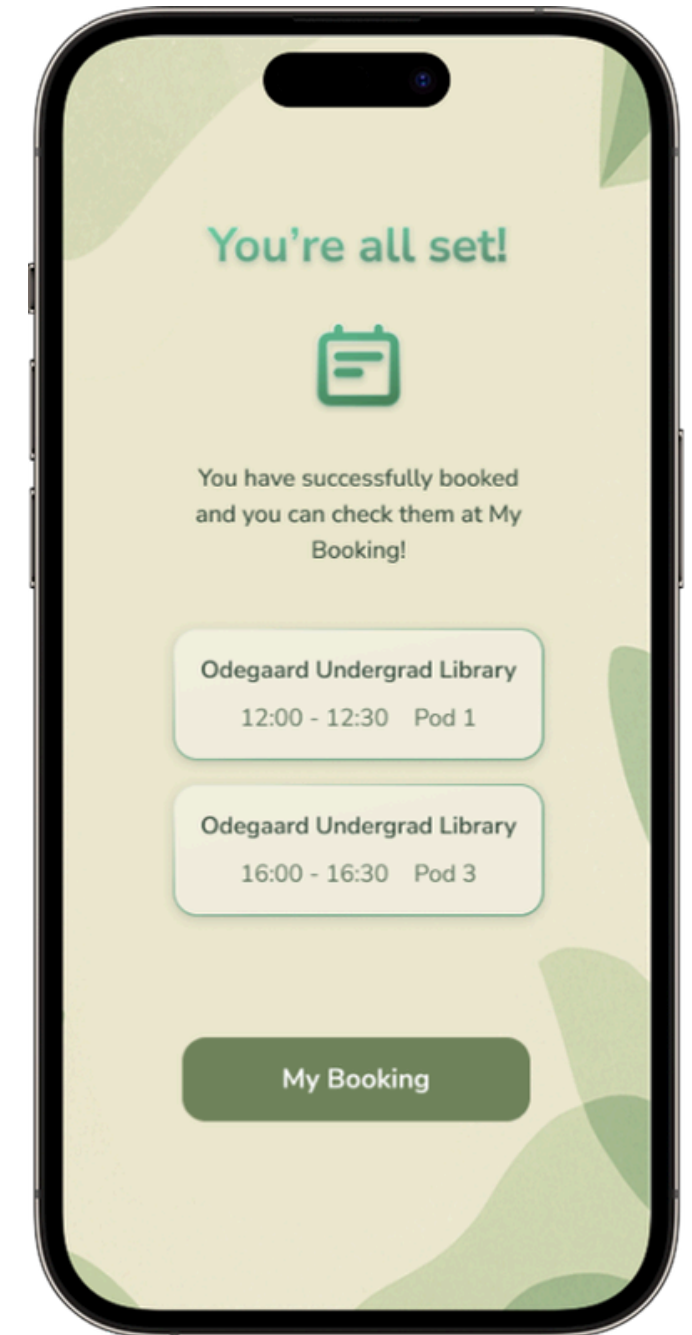 You’re all set!
You have successfully booked
and you can check them at My
Booking!
Odegaard Undergrad Library
12:00 - 12:30 Pod 1
Odegaard Undergrad Library
16:00 - 16:30 Pod 3
My Booking